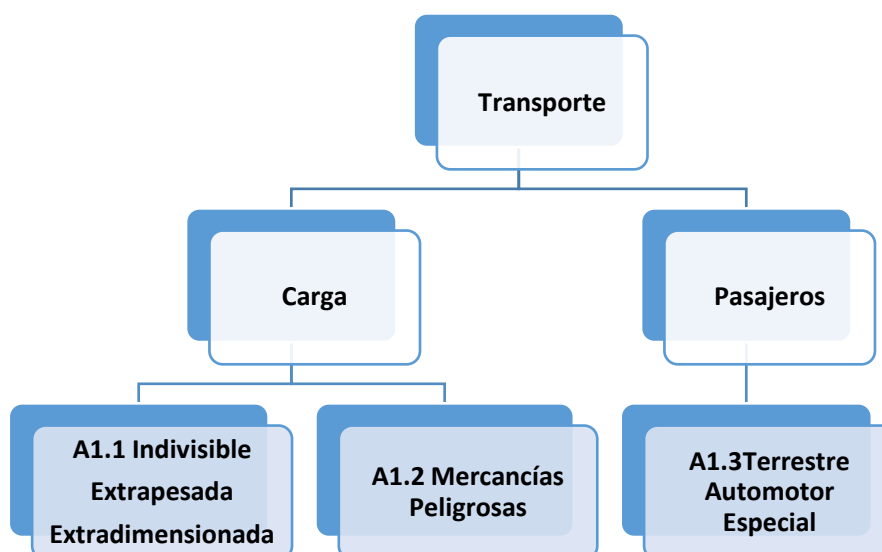 Transporte
Carga
Pasajeros
A1.1 Indivisible
Extrapesada
Extradimensionada
A1.2 Mercancías
Peligrosas
A1.3Terrestre
Automotor
Especial